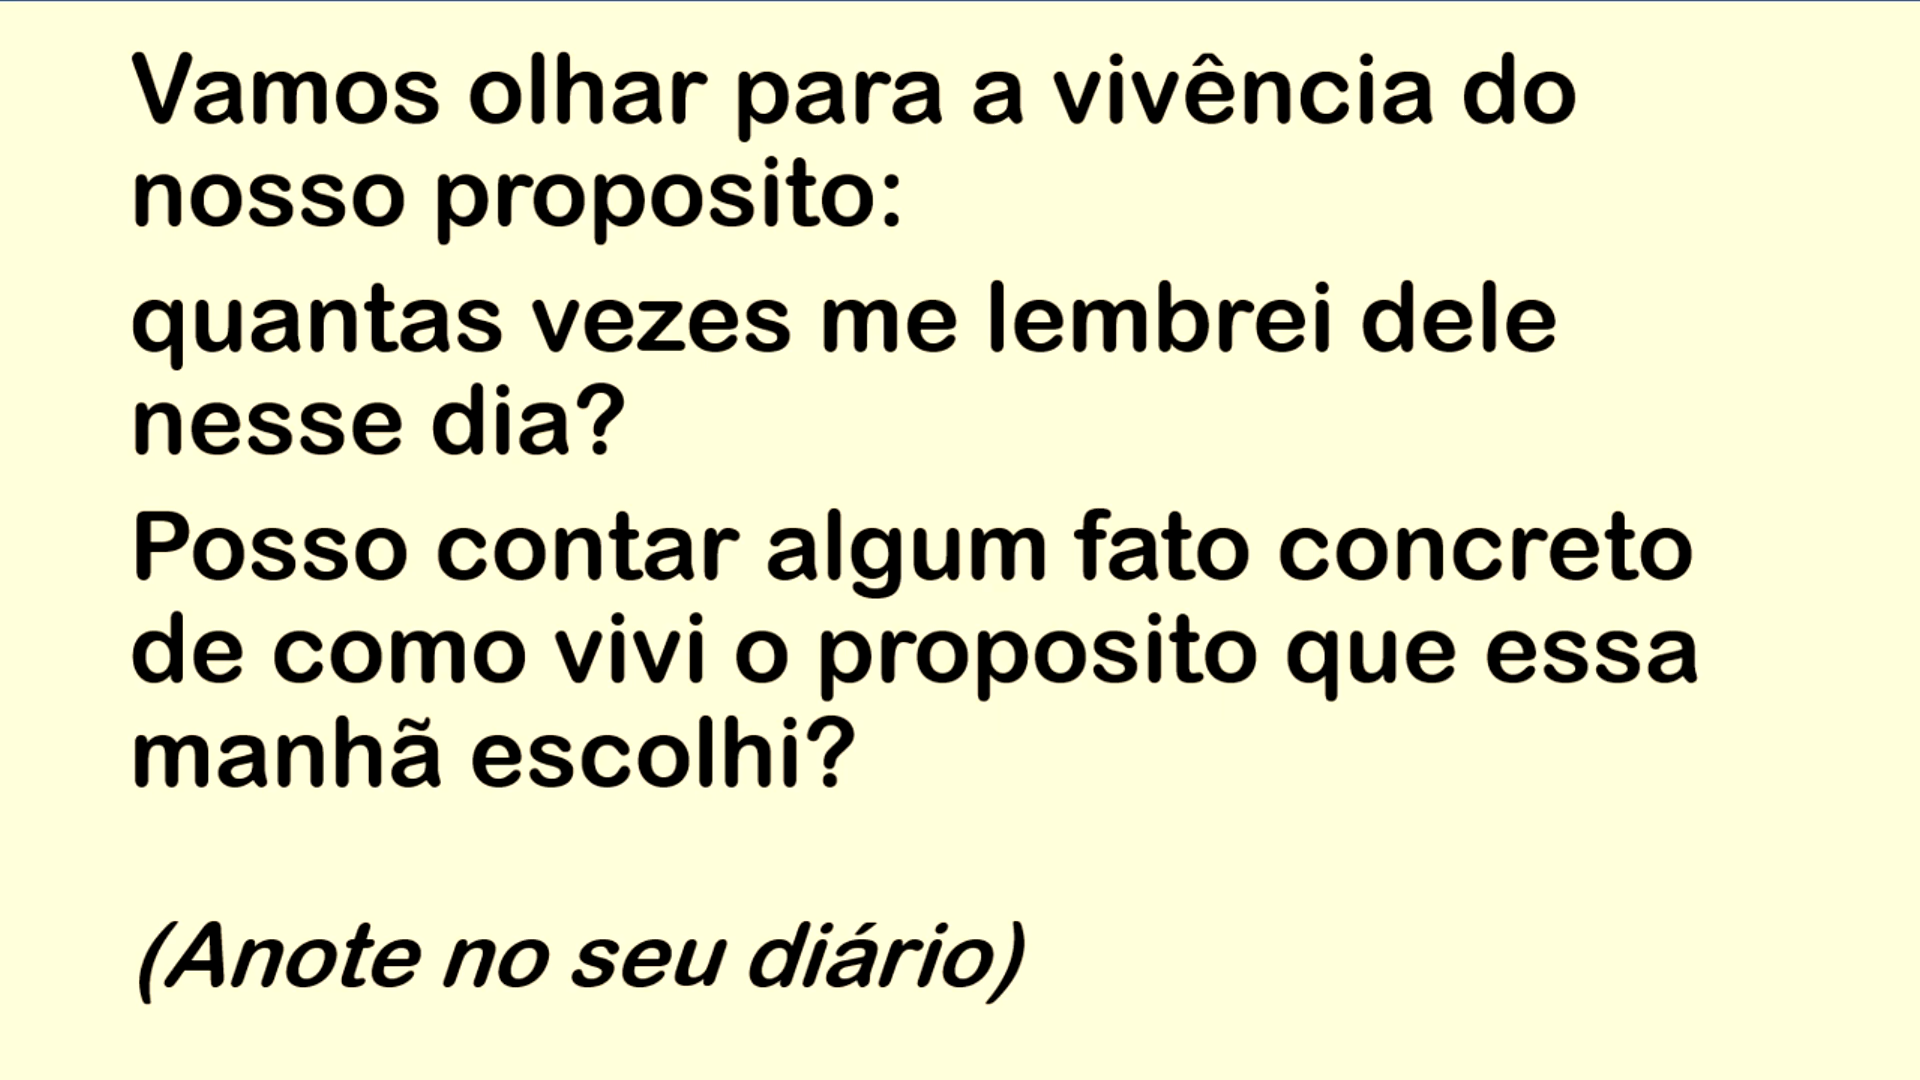 Vamos olhar para a vivência do
nosso proposito:
quantas vezes me lembrei dele
nesse dia?
Posso contar algum fato concreto
de como vivi o proposito que essa
manhã escolhi?
(Anote no seu diário)